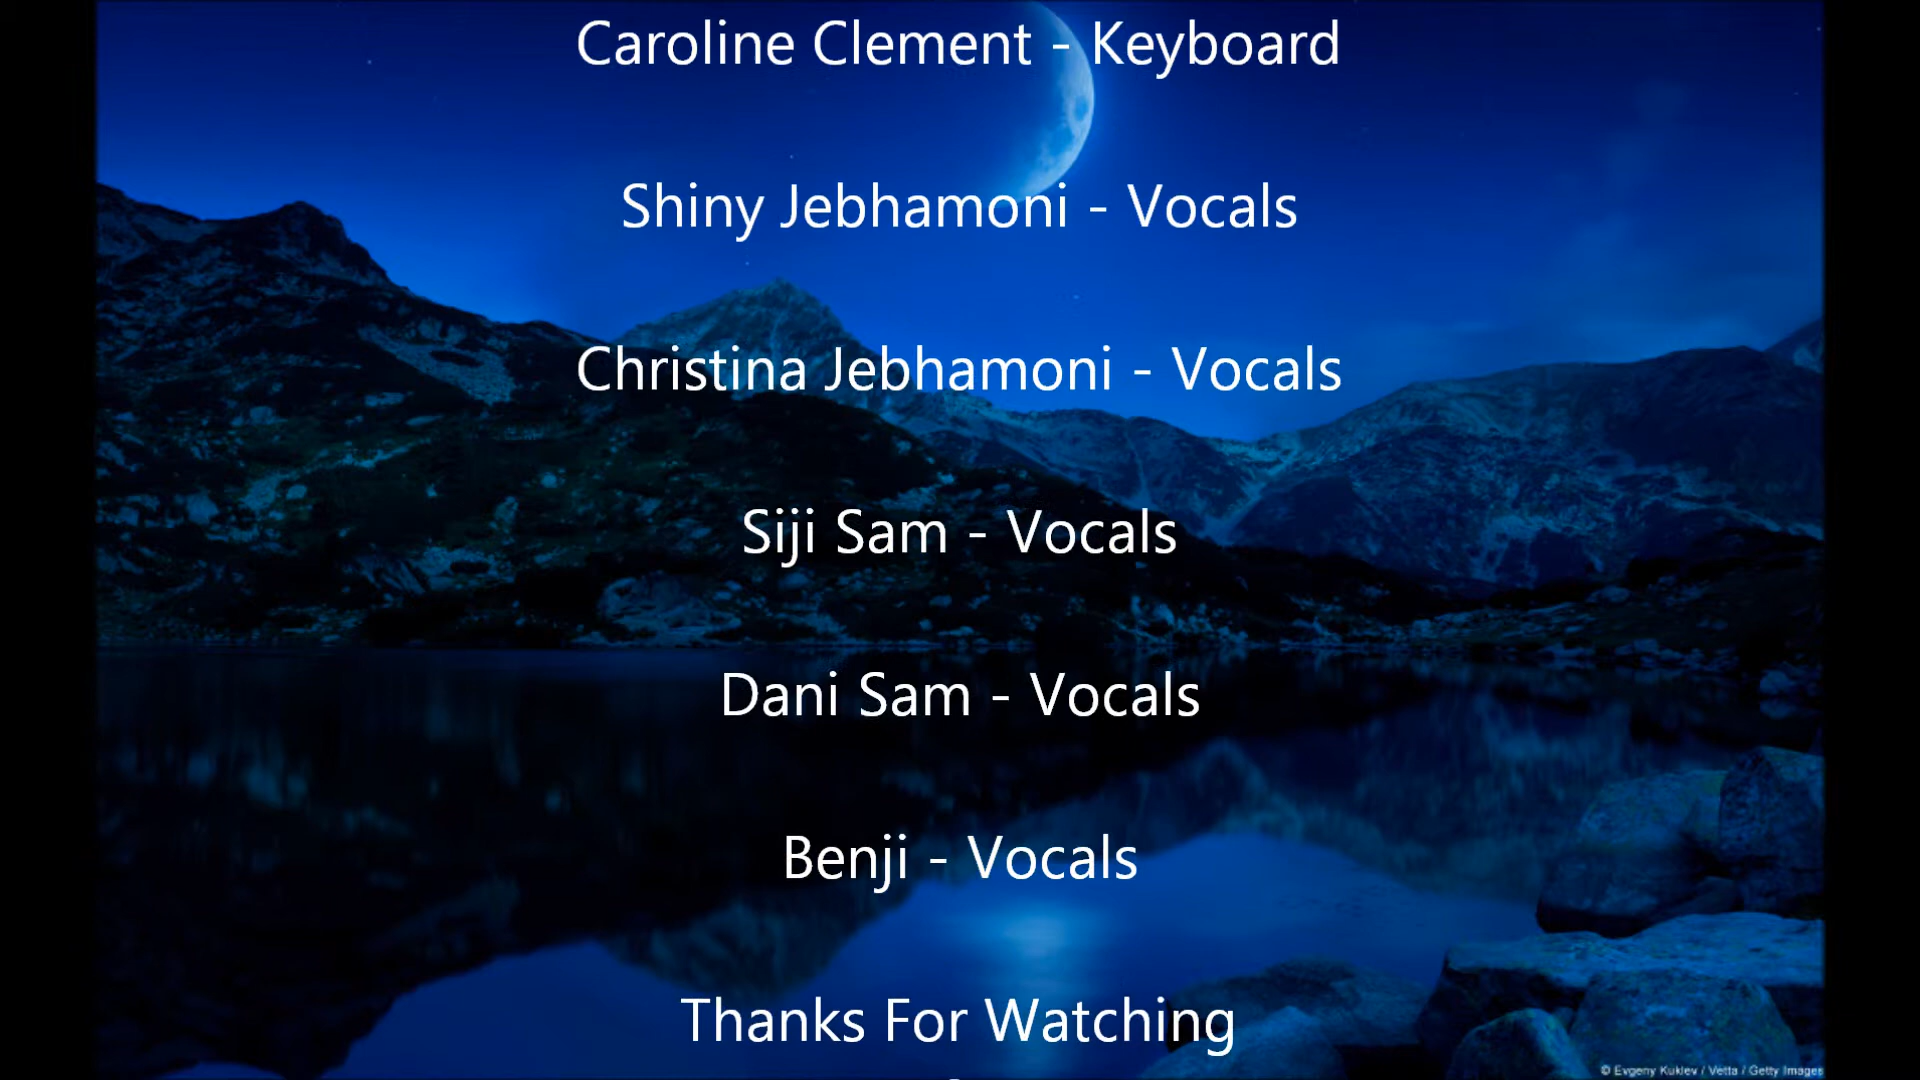 Caroline Clement - Keyboard
Shiny Jebhamoni - Vocals
Christina Jebhamoni - Vocals
Siji Sam - Vocals
Dani Sam - Vocals
Benji - Vocals
Thanks For Watching
© Evgeny Kuklev / Vetta / Getty Images